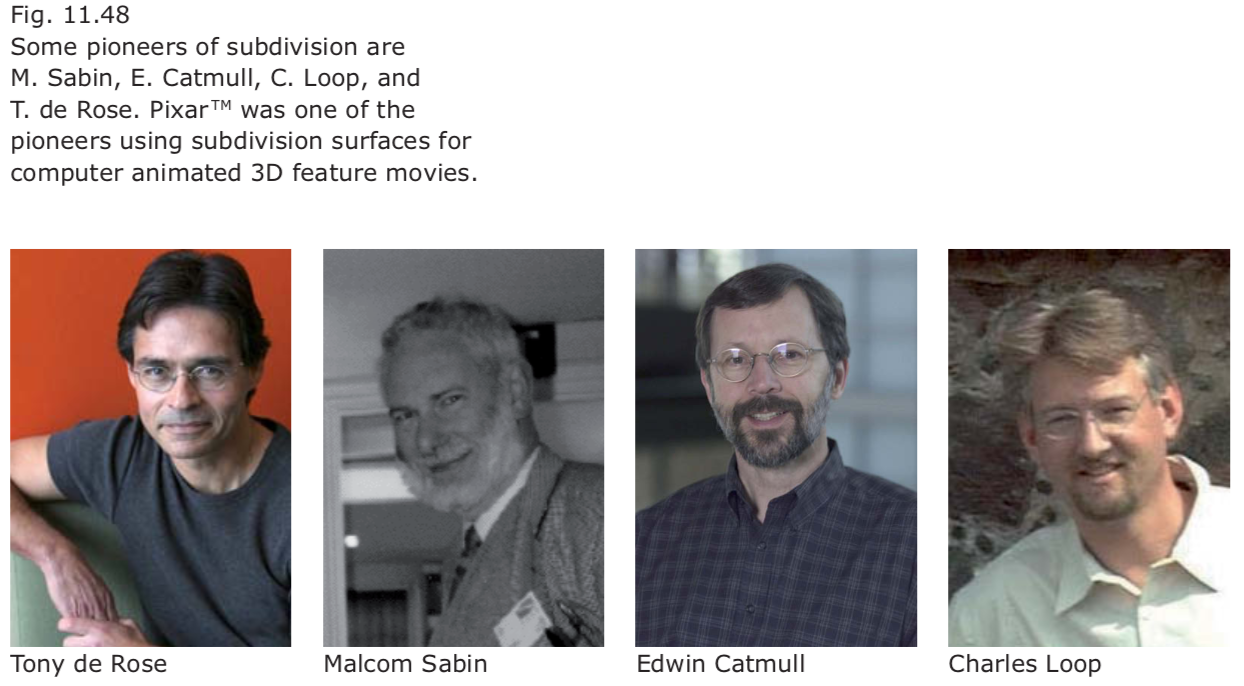 Fig. 11.48
Some pioneers of subdivision are
M. Sabin, E. Catmull, C. Loop, and
T. de Rose. Pixar™ was one of the
pioneers using subdivision surfaces for
computer animated 3D feature movies.
Tony de Rose
Malcom Sabin
Edwin Catmull
Charles Loop